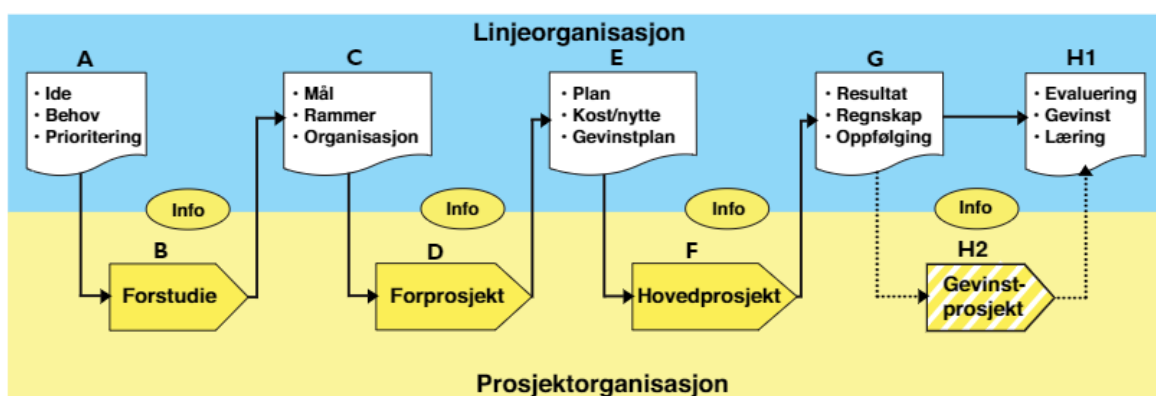 Linjeorganisasjon
A
· Ide
· Behov
· Prioritering
C
· Mål
· Rammer
· Organisasjon
E
· Plan
· Kost/nytte
· Gevinstplan
G
· Resultat
· Regnskap
· Oppfølging
H1
· Evaluering
· Gevinst
· Læring
Info
Info
Info
Info
B
Forstudie
D
Forprosjekt
F
Hovedprosjekt
H2
Gevinst-
prosjekt
Prosjektorganisasjon